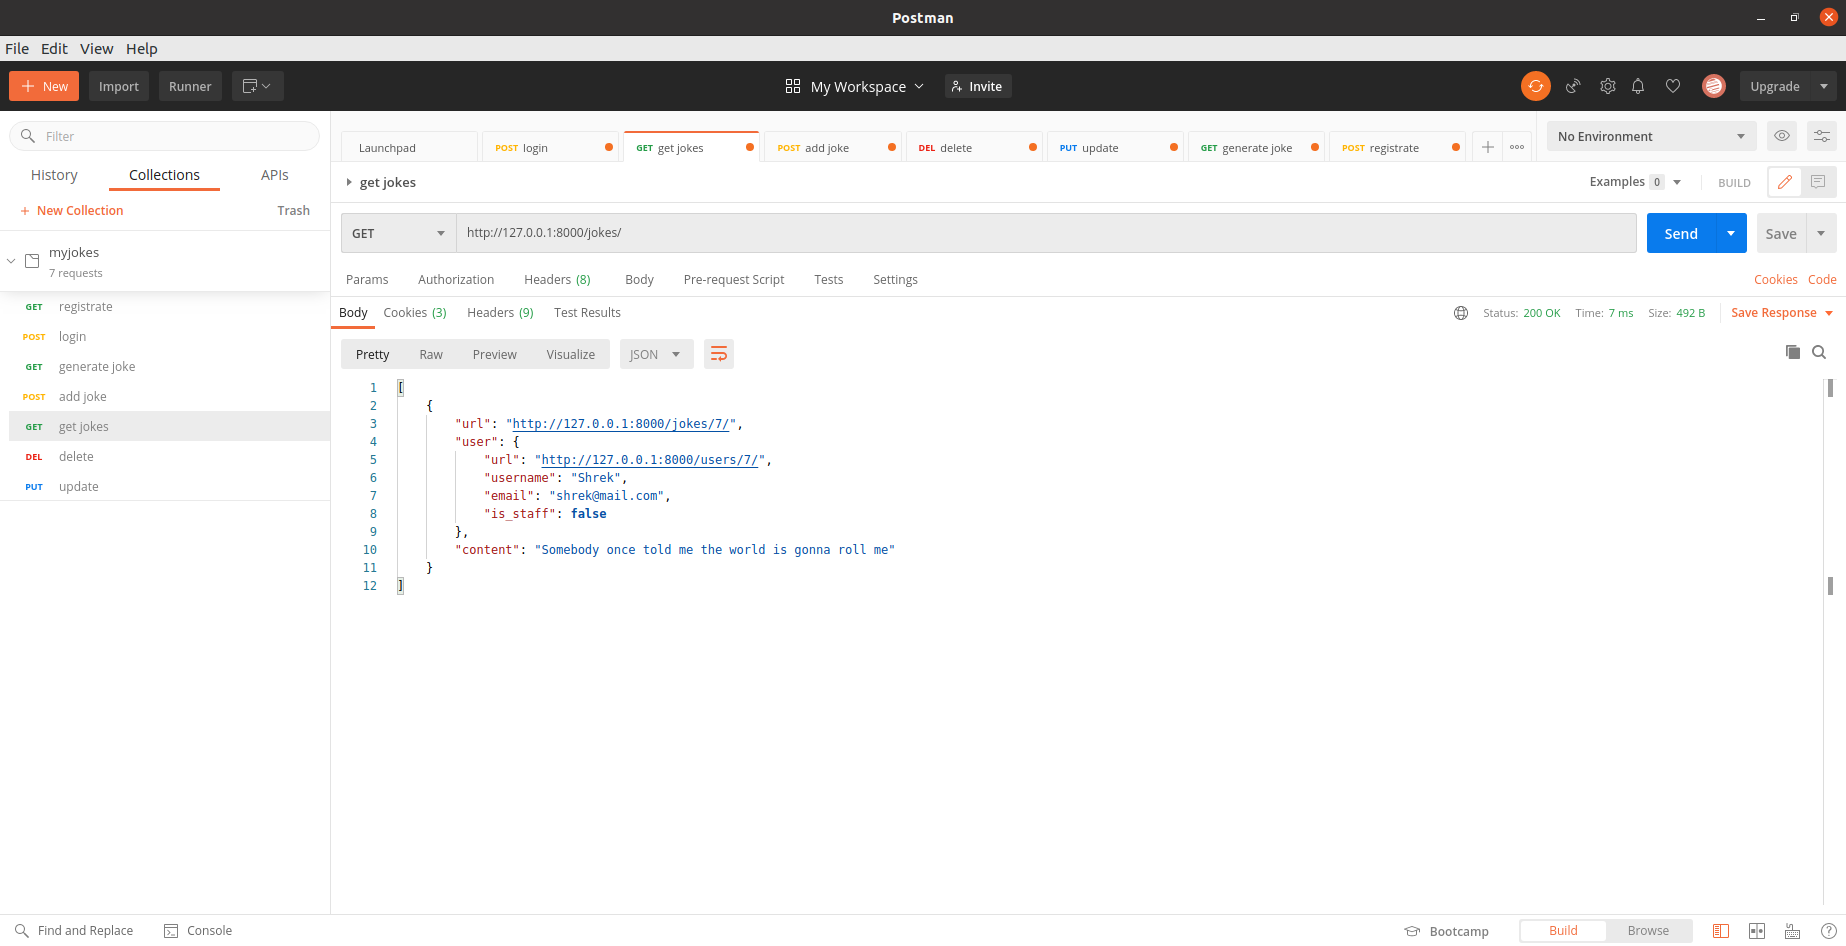 Postman
File Edit View Help
New Import Runner My Workspace Invite Upgrade
Filter
History Collections APIs
New Collection Trash
myjokes
7 requests
GET registrate
POST login
GET generate joke
POST add joke
GET get jokes
DEL delete
PUT update
Launchpad POST login GET get jokes POST add joke DEL delete PUT update GET generate joke POST registrate No Environment
get jokes Examples 0 BUILD
GET http://127.0.0.1:8000/jokes/ Send Save
Params Authorization Headers (8) Body Pre-request Script Tests Settings Cookies Code
Body Cookies (3) Headers (9) Test Results Status: 200 OK Time: 7 ms Size: 492 B Save Response
Pretty Raw Preview Visualize JSON
1 [
2 {
3 "url": "http://127.0.0.1:8000/jokes/7/",
4 "user": {
5 "url": "http://127.0.0.1:8000/users/7/",
6 "username": "Shrek",
7 "email": "shrek@mail.com",
8 "is_staff": false
9 },
10 "content": "Somebody once told me the world is gonna roll me"
11 }
12 ]
Find and Replace Console Bootcamp Build Browse